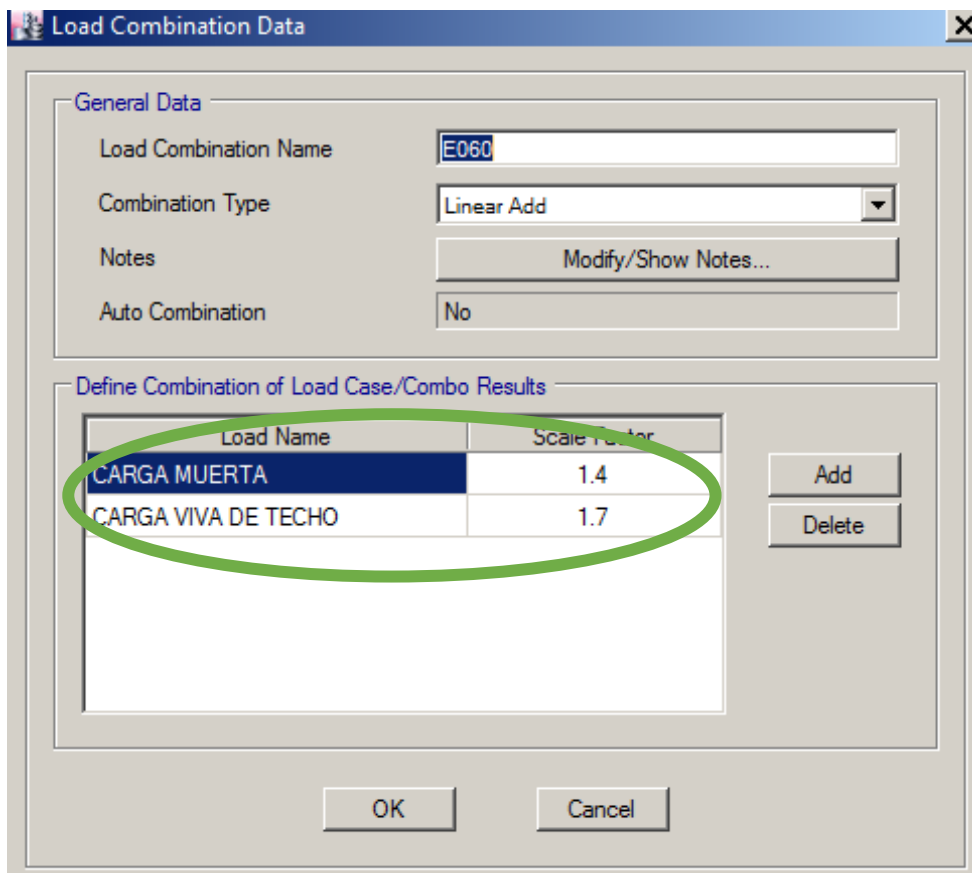 Load Combination Data
General Data
Load Combination Name E060
Combination Type Linear Add
Notes Modify/Show Notes...
Auto Combination No
Define Combination of Load Case/Combo Results
Load Name Scale Factor
CARGA MUERTA 1.4
Add
CARGA VIVA DE TECHO 1.7
Delete
OK Cancel